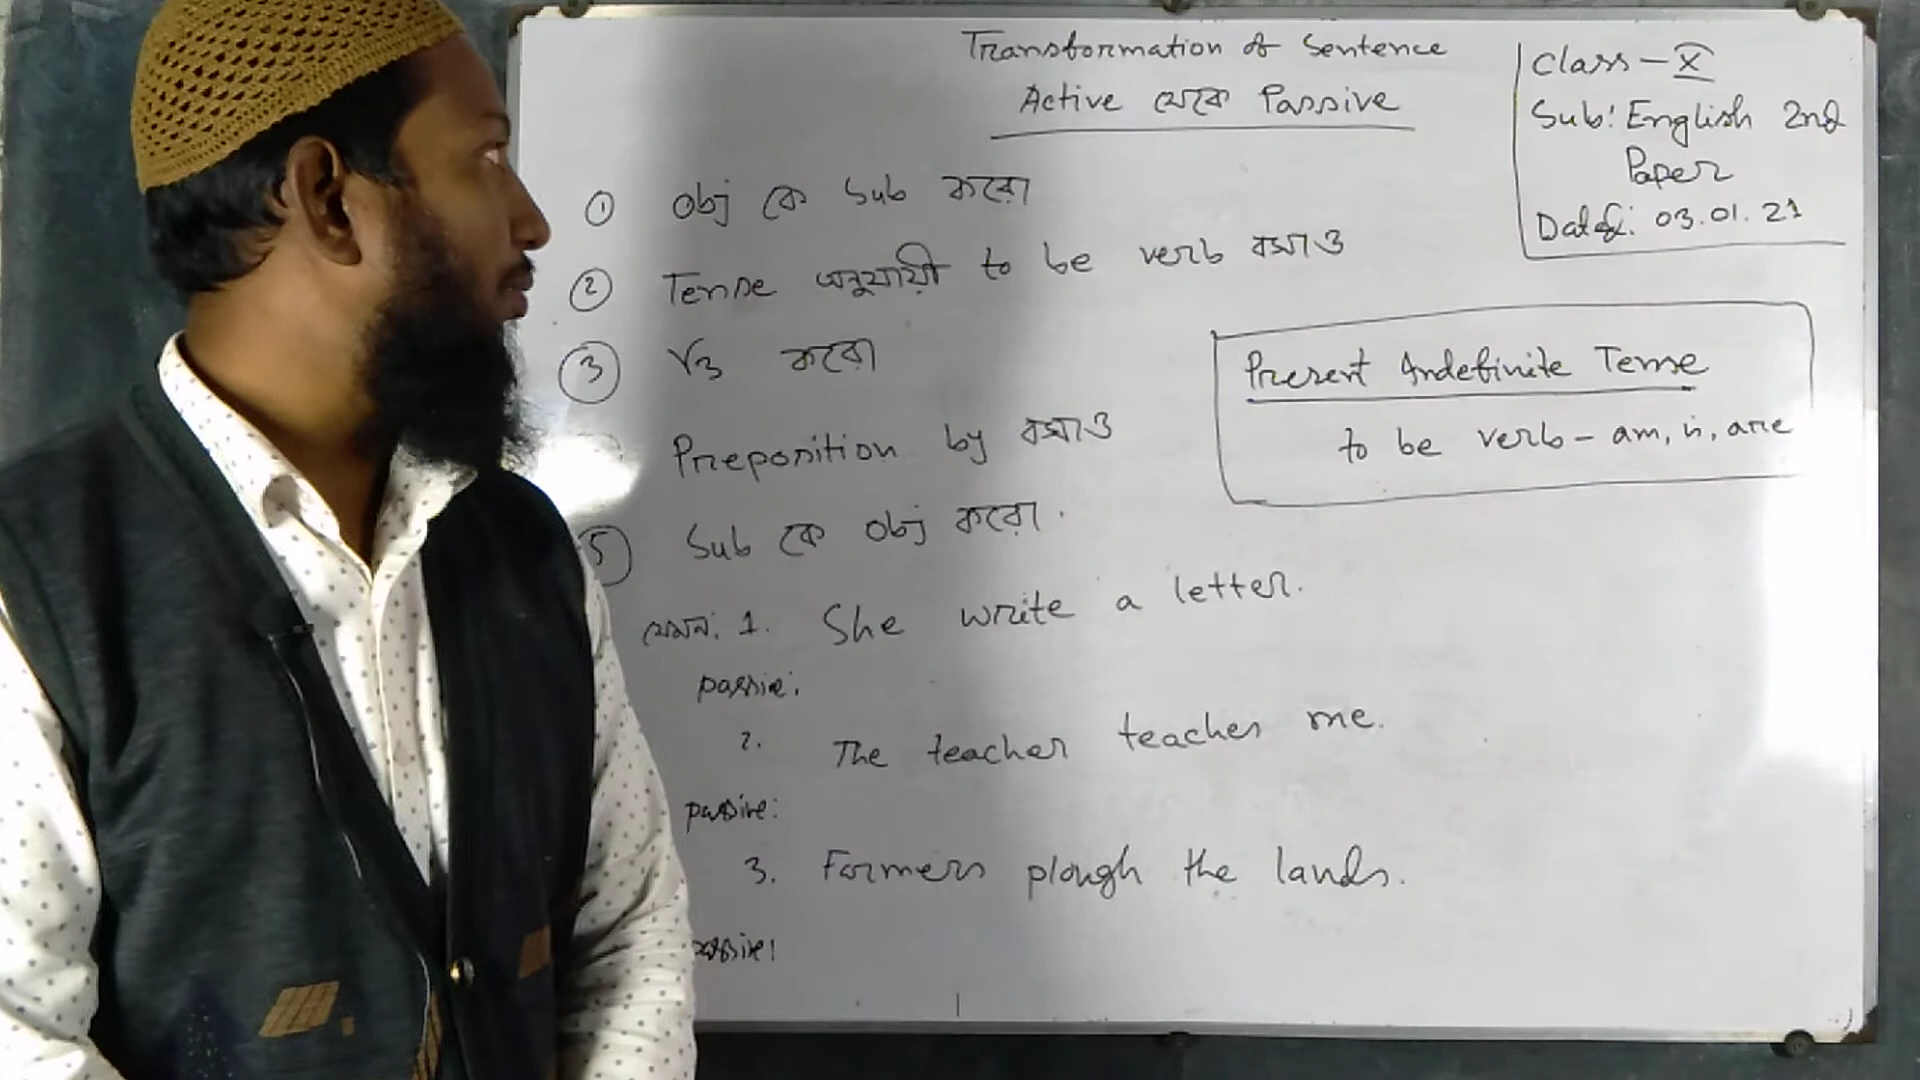 Transformation of Sentence
Active থেকে Passive
Class - X
Sub: English 2nd
Paper
Date: 03.01.21
① obj কে Sub করো
② Tense অনুযায়ী to be verb বসাও
③ V3 করো
Preposition by বসাও
⑤ Sub কে obj করো.
Present Indefinite Tense
to be verb - am, is, are
যেমন: 1. She write a letter.
passive:
2. The teacher teaches me.
passive:
3. Formers plough the lands.
passive: